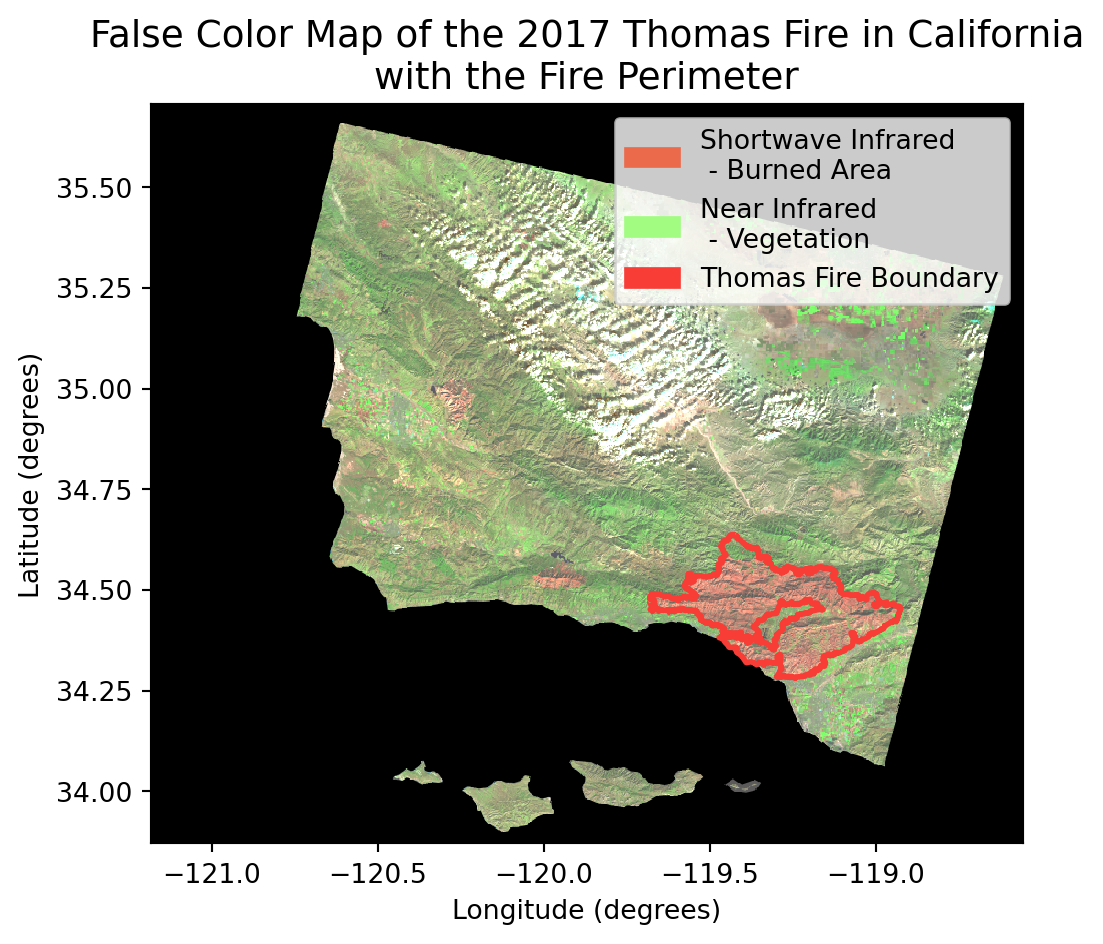 False Color Map of the 2017 Thomas Fire in California
with the Fire Perimeter
Shortwave Infrared
- Burned Area
Near Infrared
- Vegetation
Thomas Fire Boundary
Latitude (degrees)
35.50
35.25
35.00
34.75
34.50
34.25
34.00
−121.0
−120.5
−120.0
−119.5
−119.0
Longitude (degrees)